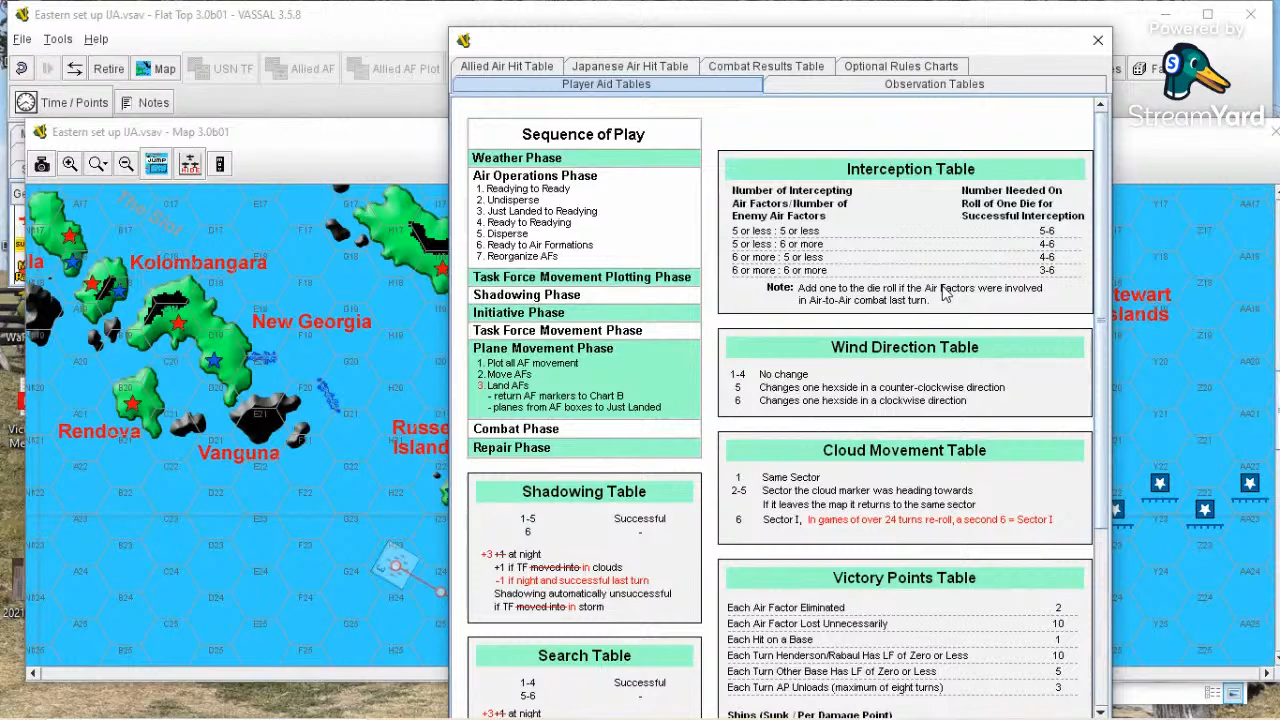 Eastern set up IJA.vsav - Flat Top 3.0b01 - VASSAL 3.5.8
File Tools Help
Retire Map USN TF Allied AF Allied AF Plot
Time / Points Notes
Eastern set up IJA.vsav - Map 3.0b01
JUMP
HIDE
The Slot
Kolombangara
New Georgia
Rendova
Vanguna
Russe
Island
la
Allied Air Hit Table Japanese Air Hit Table Combat Results Table Optional Rules Charts
Player Aid Tables Observation Tables
Sequence of Play
Weather Phase
Air Operations Phase
1. Readying to Ready
2. Undisperse
3. Just Landed to Readying
4. Ready to Readying
5. Disperse
6. Ready to Air Formations
7. Reorganize AFs
Task Force Movement Plotting Phase
Shadowing Phase
Initiative Phase
Task Force Movement Phase
Plane Movement Phase
1. Plot all AF movement
2. Move AFs
3. Land AFs
- return AF markers to Chart B
- planes from AF boxes to Just Landed
Combat Phase
Repair Phase
Shadowing Table
1-5 Successful
6 -
+3 +1 at night
+1 if TF moved into in clouds
-1 if night and successful last turn
Shadowing automatically unsuccessful
if TF moved into in storm
Search Table
1-4 Successful
5-6 -
+3 +1 at night
Interception Table
Number of Intercepting Number Needed On
Air Factors/Number of Roll of One Die for
Enemy Air Factors Successful Interception
5 or less : 5 or less 5-6
5 or less : 6 or more 4-6
6 or more : 5 or less 4-6
6 or more : 6 or more 3-6
Note: Add one to the die roll if the Air Factors were involved
in Air-to-Air combat last turn.
Wind Direction Table
1-4 No change
5 Changes one hexside in a counter-clockwise direction
6 Changes one hexside in a clockwise direction
Cloud Movement Table
1 Same Sector
2-5 Sector the cloud marker was heading towards
If it leaves the map it returns to the same sector
6 Sector I, In games of over 24 turns re-roll, a second 6 = Sector I
Victory Points Table
Each Air Factor Eliminated 2
Each Air Factor Lost Unnecessarily 10
Each Hit on a Base 1
Each Turn Henderson/Rabaul Has LF of Zero or Less 10
Each Turn Other Base Has LF of Zero or Less 5
Each Turn AP Unloads (maximum of eight turns) 3
Ships (Sunk / Per Damage Point)
Powered by
StreamYard
tewart
slands
2021